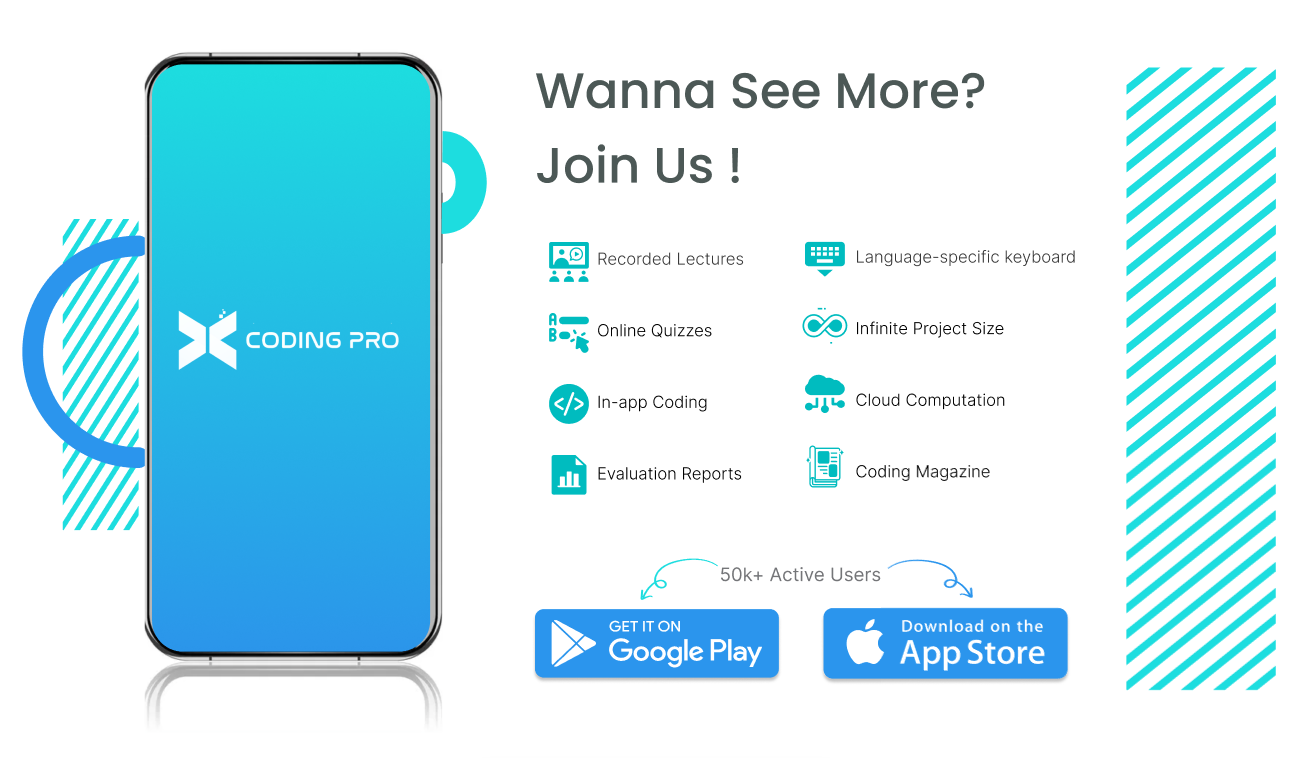 Wanna See More?
Join Us !
CODING PRO
Recorded Lectures
Language-specific keyboard
Online Quizzes
Infinite Project Size
In-app Coding
Cloud Computation
Evaluation Reports
Coding Magazine
50k+ Active Users
GET IT ON
Google Play
Download on the
App Store